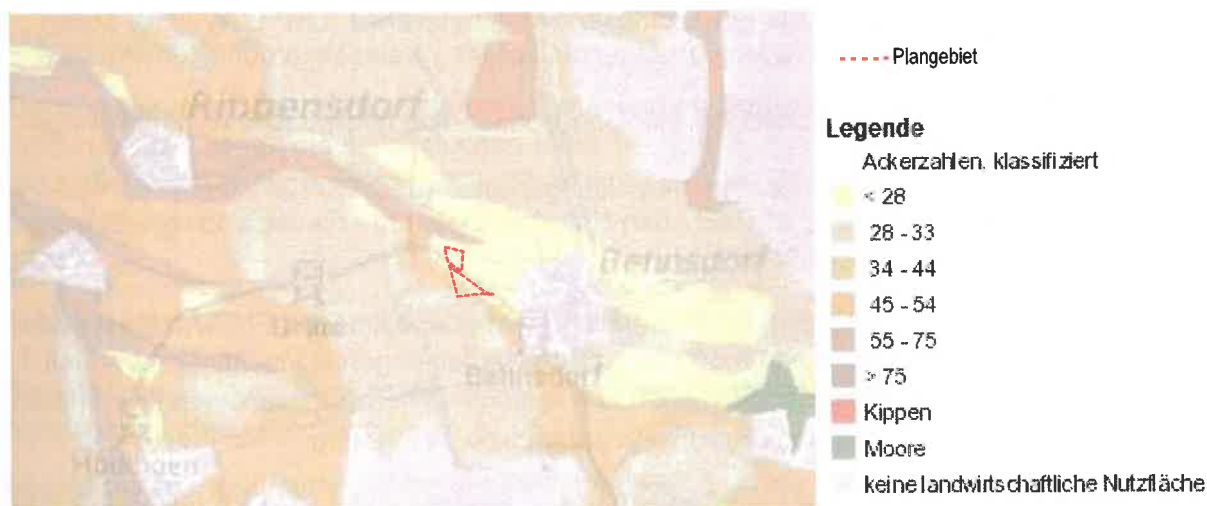 Plangebiet
Legende
Ackerzahlen, klassifiziert
< 28
28 - 33
34 - 44
45 - 54
55 - 75
> 75
Kippen
Moore
keine landwirtschaftliche Nutzfläche